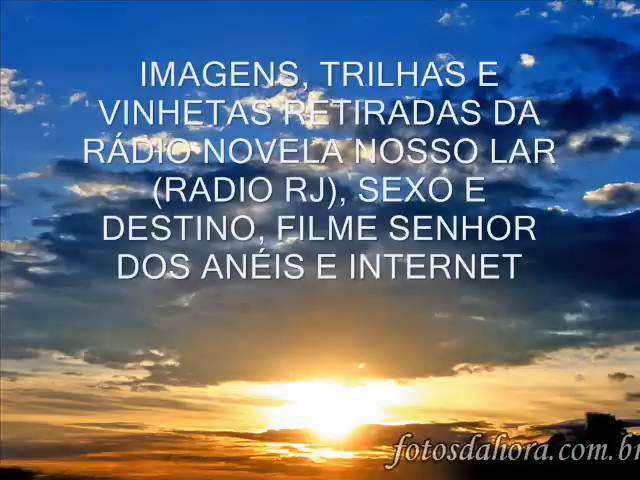 IMAGENS, TRILHAS E
VINHETAS RETIRADAS DA
RÁDIO NOVELA NOSSO LAR
(RADIO RJ), SEXO E
DESTINO, FILME SENHOR
DOS ANÉIS E INTERNET
fotosdahora.com.br